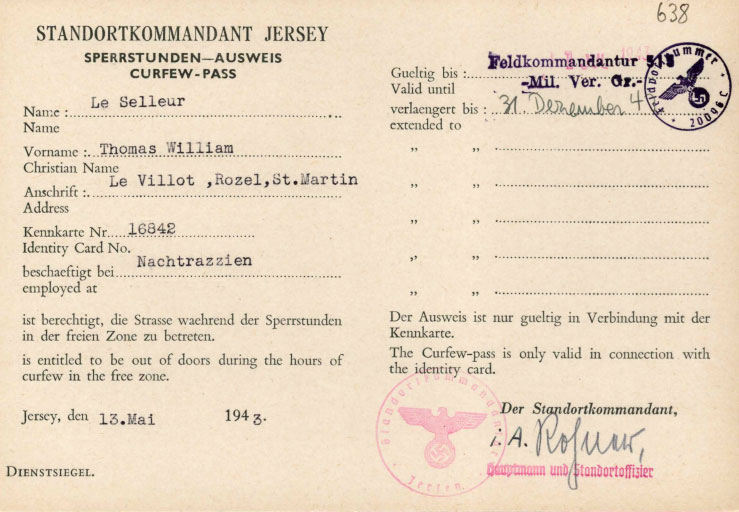 638
STANDORTKOMMANDANT JERSEY
SPERRSTUNDEN—AUSWEIS
CURFEW-PASS
Name : Le Selleur
Name
Vorname : Thomas William
Christian Name
Anschrift : Le Villot ,Rozel,St.Martin
Address
Kennkarte Nr. 16842
Identity Card No.
beschaeftigt bei Nachtrazzien
employed at
ist berechtigt, die Strasse waehrend der Sperrstunden
in der freien Zone zu betreten.
is entitled to be out of doors during the hours of
curfew in the free zone.
Jersey, den 13.Mai 1943.
DIENSTSIEGEL.
Feldkommandantur 515
-Mil. Ver. Gr.-
Gueltig bis :
Valid until
verlaengert bis : 31. Dezember 4
extended to
„ „
„ „
„ „
„ „
„ „
Feldpostnummer
20096 C
Der Ausweis ist nur gueltig in Verbindung mit der
Kennkarte.
The Curfew-pass is only valid in connection with
the identity card.
Der Standortkommandant,
i. A.
Hauptmann und Standortoffizier
Standortkommandant